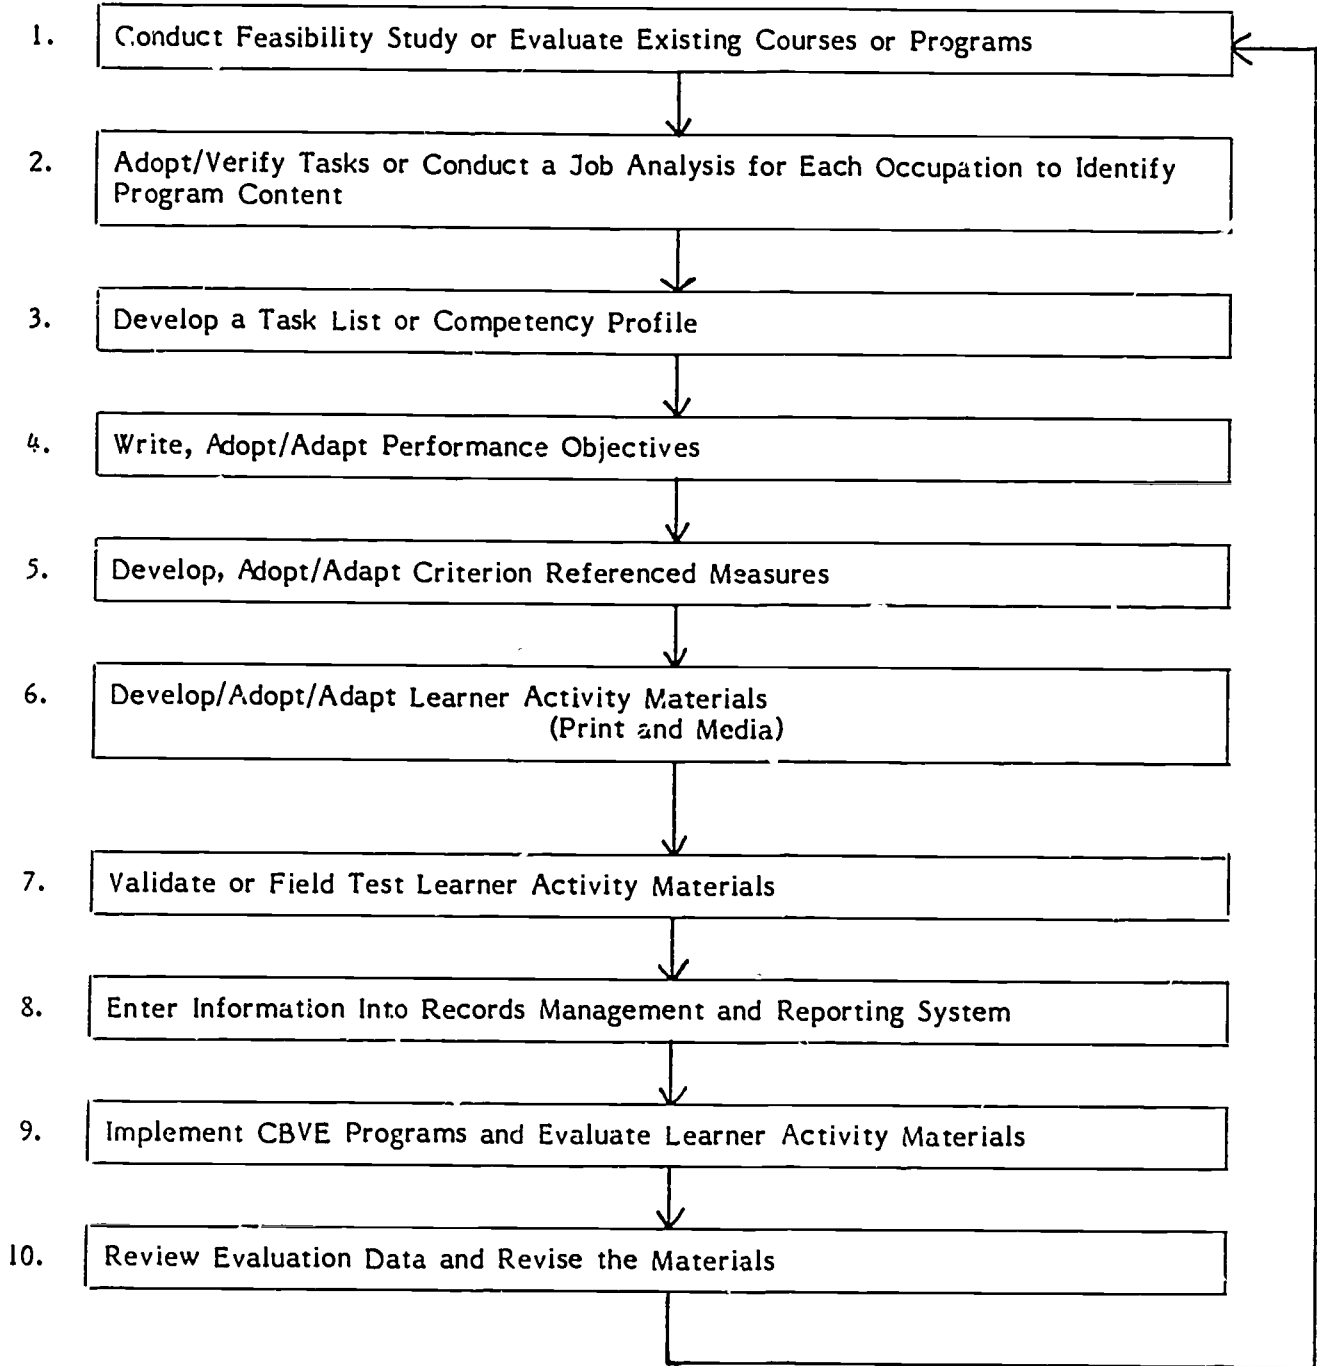 1. Conduct Feasibility Study or Evaluate Existing Courses or Programs
2. Adopt/Verify Tasks or Conduct a Job Analysis for Each Occupation to Identify
Program Content
3. Develop a Task List or Competency Profile
4. Write, Adopt/Adapt Performance Objectives
5. Develop, Adopt/Adapt Criterion Referenced Measures
6. Develop/Adopt/Adapt Learner Activity Materials
(Print and Media)
7. Validate or Field Test Learner Activity Materials
8. Enter Information Into Records Management and Reporting System
9. Implement CBVE Programs and Evaluate Learner Activity Materials
10. Review Evaluation Data and Revise the Materials